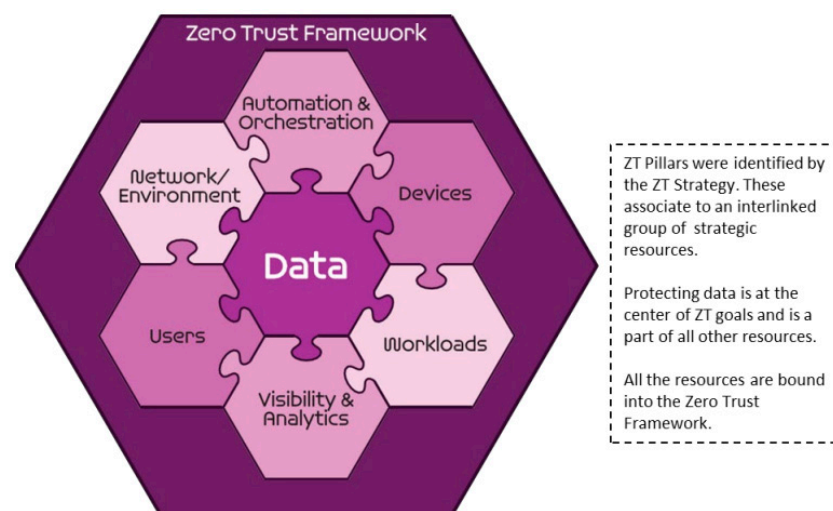 Zero Trust Framework
Automation &
Orchestration
Network/
Environment
Devices
Data
Users
Workloads
Visibility &
Analytics
ZT Pillars were identified by
the ZT Strategy. These
associate to an interlinked
group of strategic
resources.
Protecting data is at the
center of ZT goals and is a
part of all other resources.
All the resources are bound
into the Zero Trust
Framework.